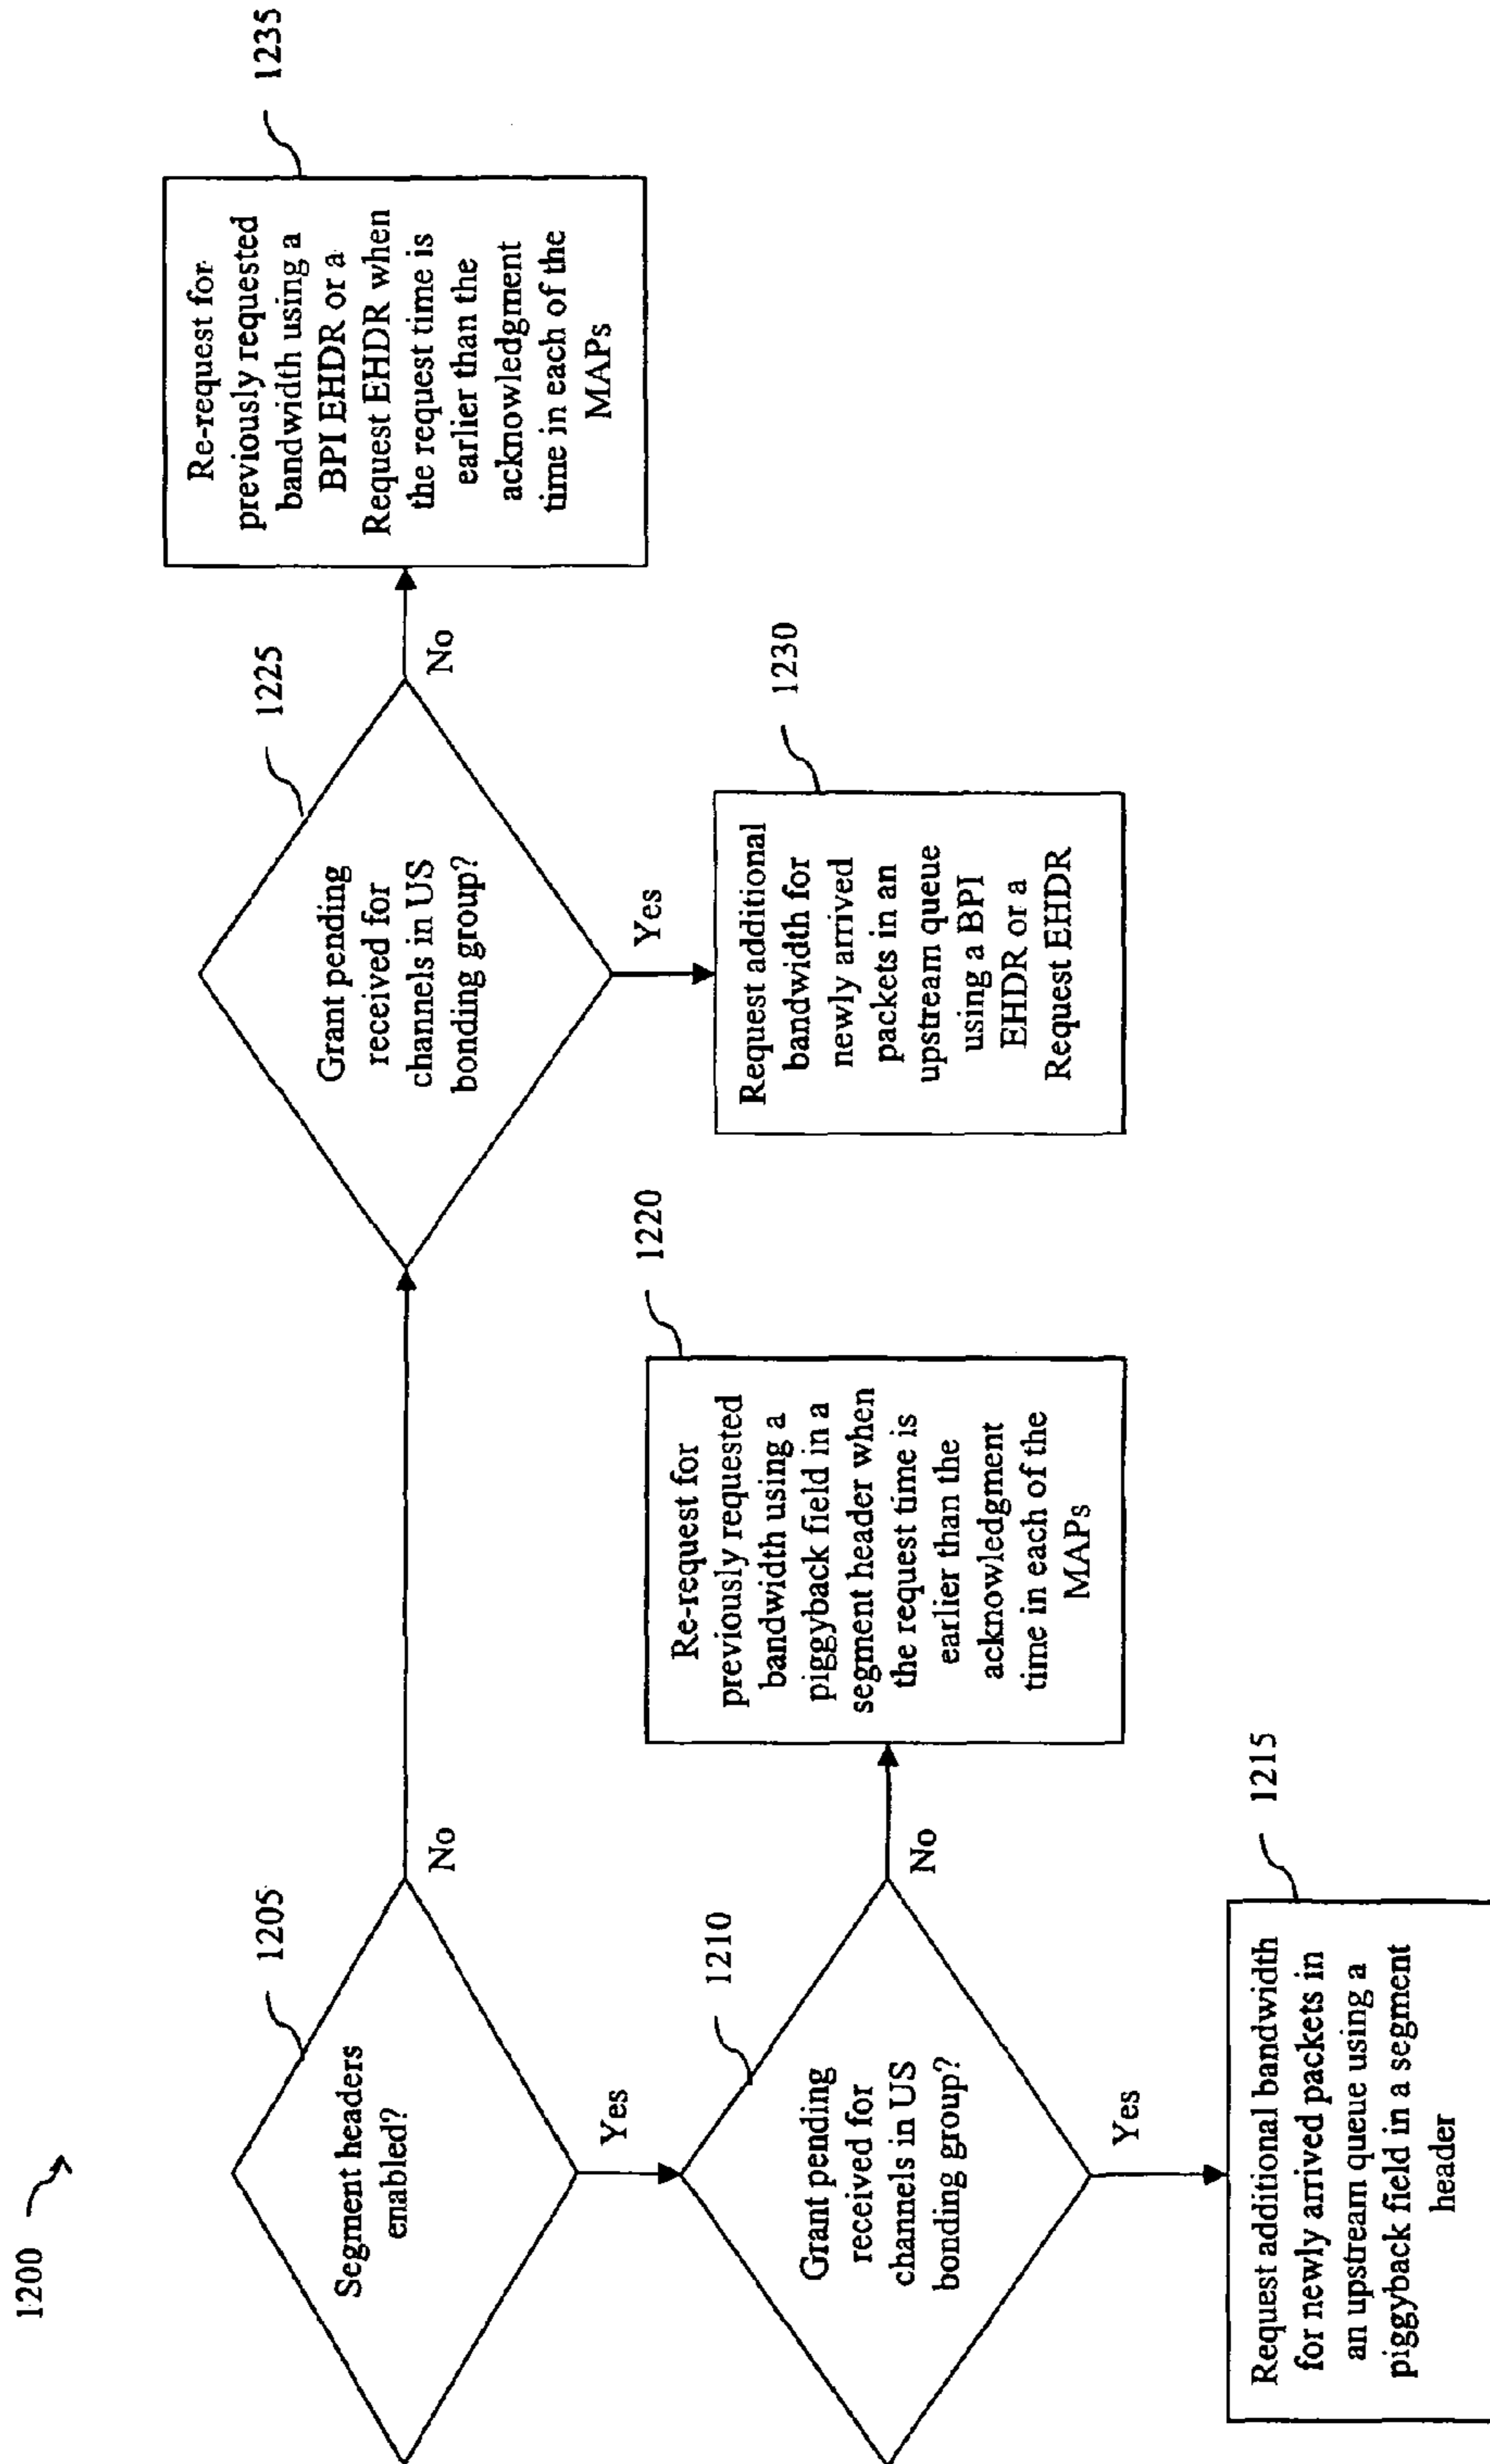 1200
1205
Segment headers
enabled?
No
Yes
1210
Grant pending
received for
channels in US
bonding group?
No
Yes
1215
Request additional bandwidth
for newly arrived packets in
an upstream queue using a
piggyback field in a segment
header
1220
Re-request for
previously requested
bandwidth using a
piggyback field in a
segment header when
the request time is
earlier than the
acknowledgment
time in each of the
MAPs
1225
Grant pending
received for
channels in US
bonding group?
No
Yes
1230
Request additional
bandwidth for
newly arrived
packets in an
upstream queue
using a BPI
EHDR or a
Request EHDR
1235
Re-request for
previously requested
bandwidth using a
BPI EHDR or a
Request EHDR when
the request time is
earlier than the
acknowledgment
time in each of the
MAPs